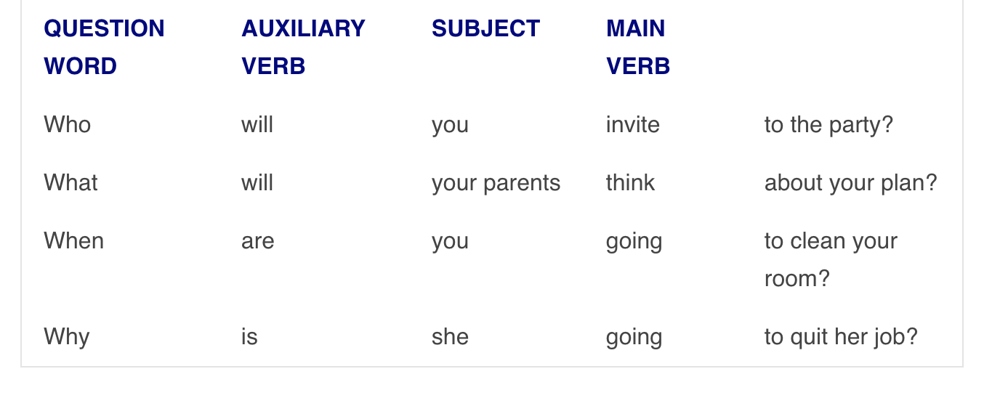 QUESTION WORD AUXILIARY VERB SUBJECT MAIN VERB
Who will you invite to the party?
What will your parents think about your plan?
When are you going to clean your room?
Why is she going to quit her job?